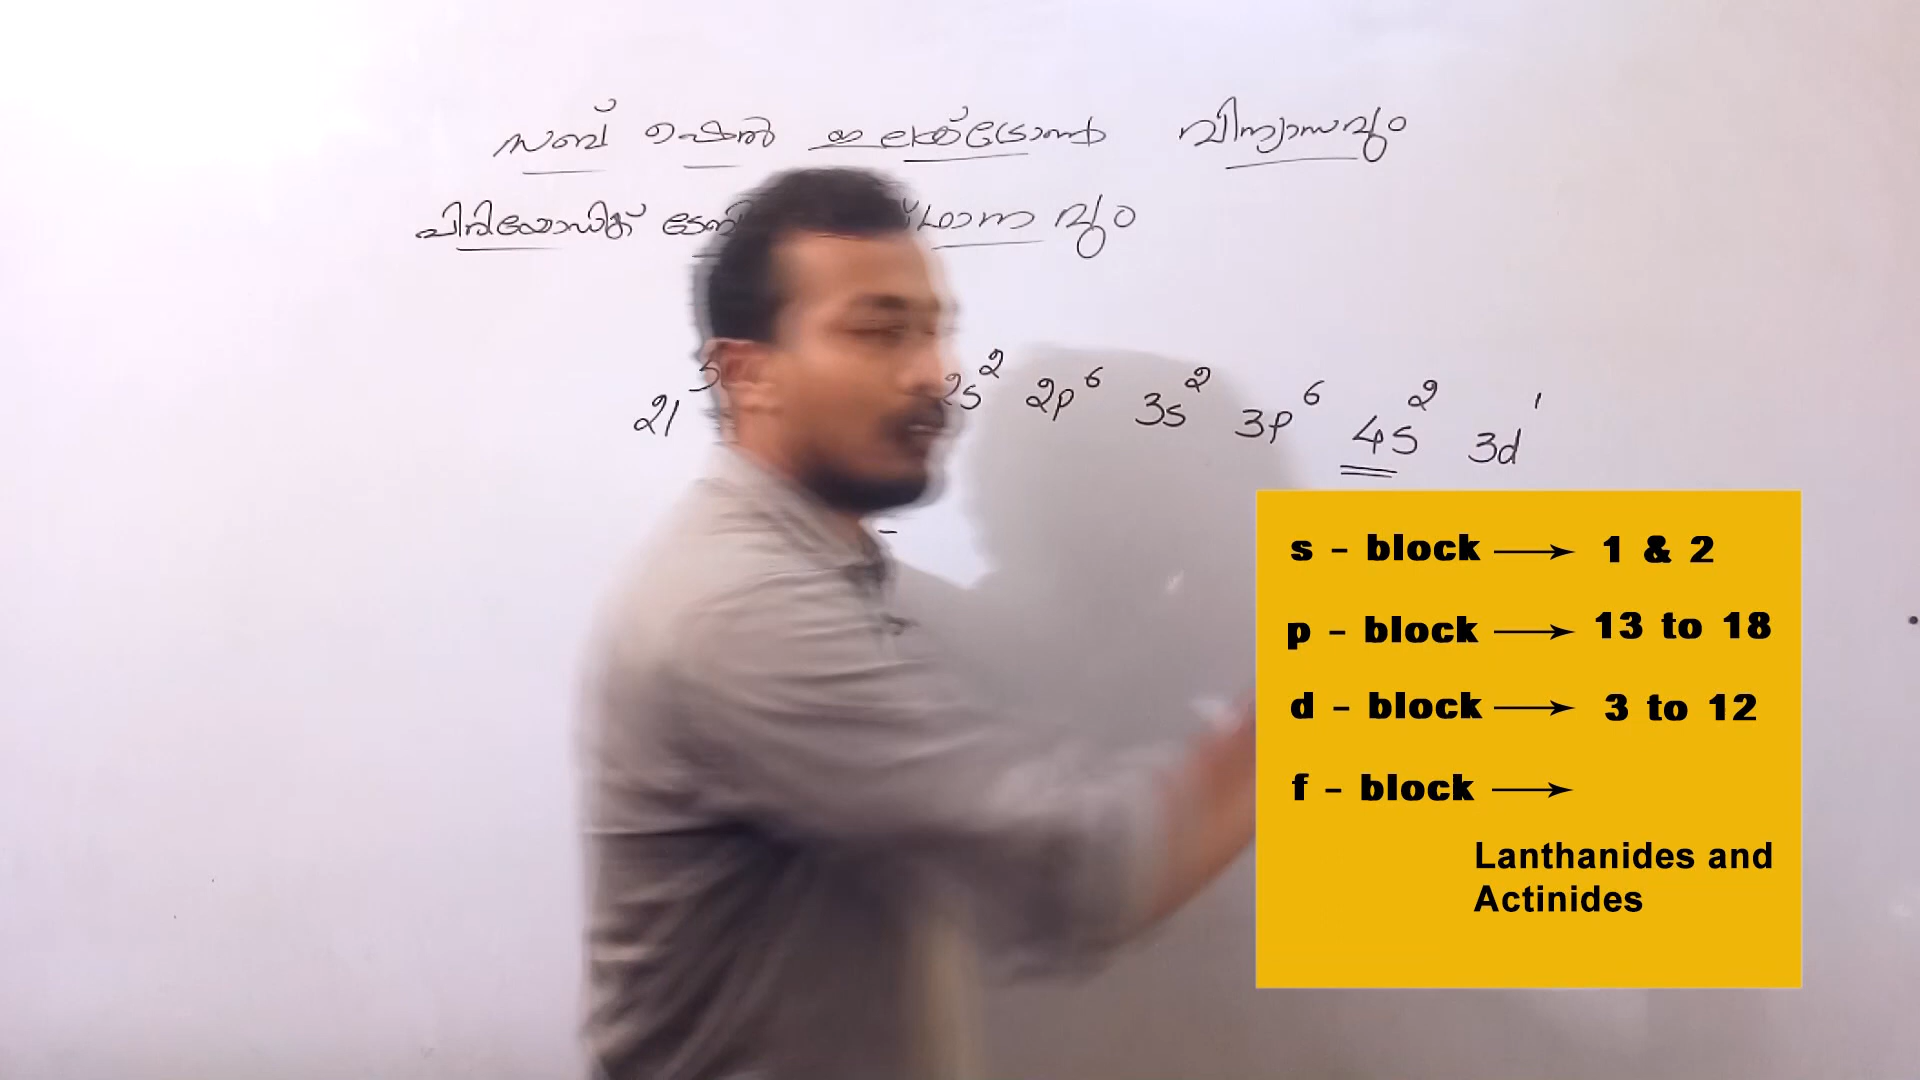 സബ് ഷെൽ ഇലക്ട്രോൺ വിന്യാസവും
പിരിയോഡിക് വും
21 2s² 2p⁶ 3s² 3p⁶ 4s² 3d¹
s - block → 1 & 2
p - block → 13 to 18
d - block → 3 to 12
f - block →
Lanthanides and
Actinides